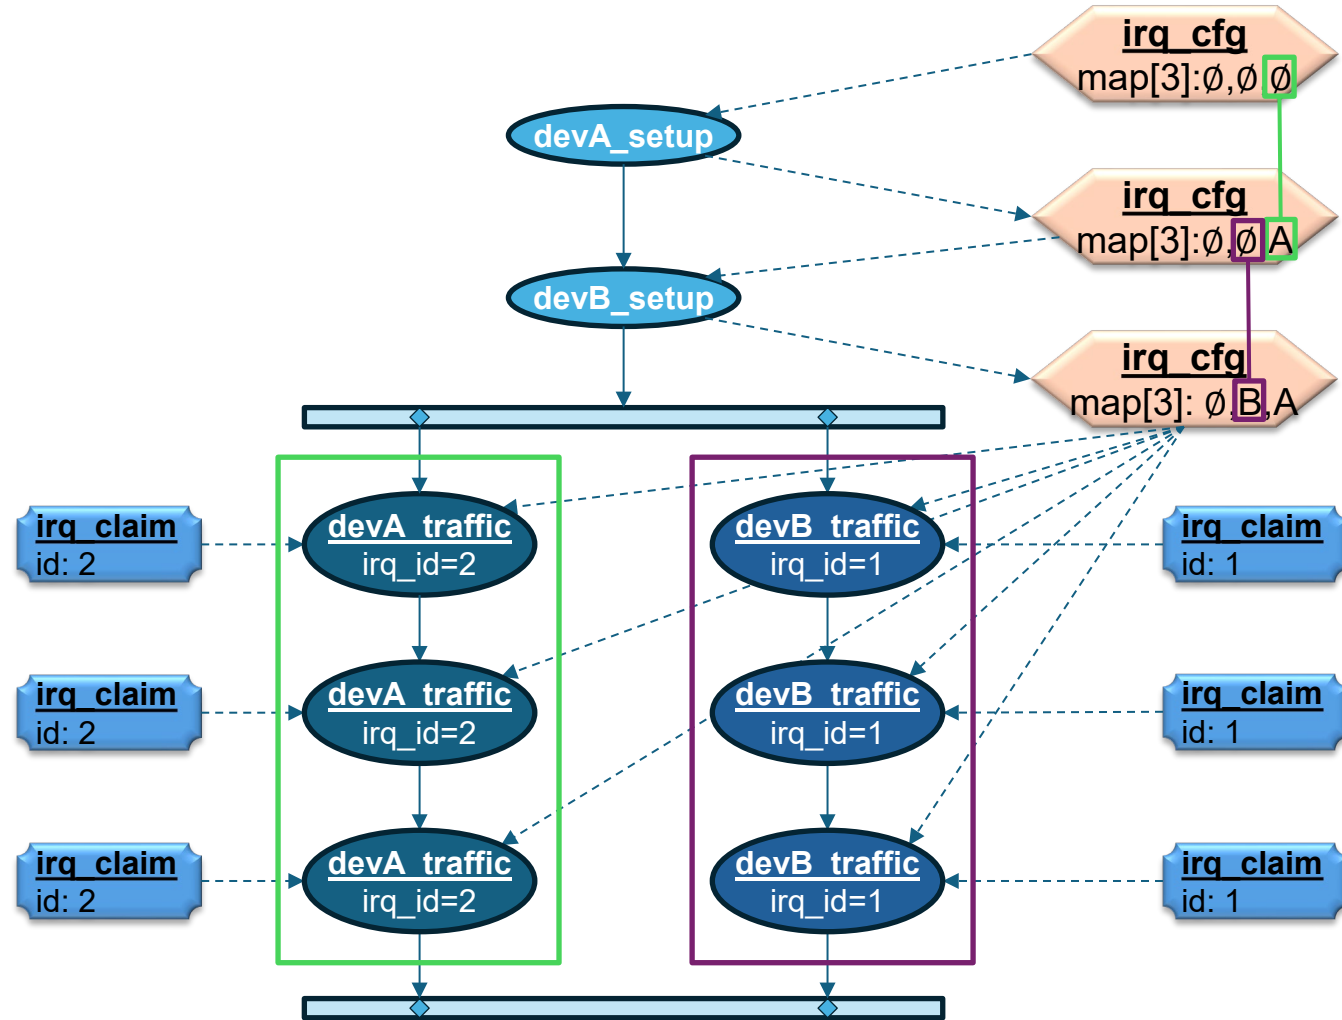 irq_cfg
map[3]:∅,∅,∅
devA_setup
irq_cfg
map[3]:∅,∅,A
devB_setup
irq_cfg
map[3]: ∅,B,A
irq_claim
id: 2
devA_traffic
irq_id=2
devB_traffic
irq_id=1
irq_claim
id: 1
irq_claim
id: 2
devA_traffic
irq_id=2
devB_traffic
irq_id=1
irq_claim
id: 1
irq_claim
id: 2
devA_traffic
irq_id=2
devB_traffic
irq_id=1
irq_claim
id: 1